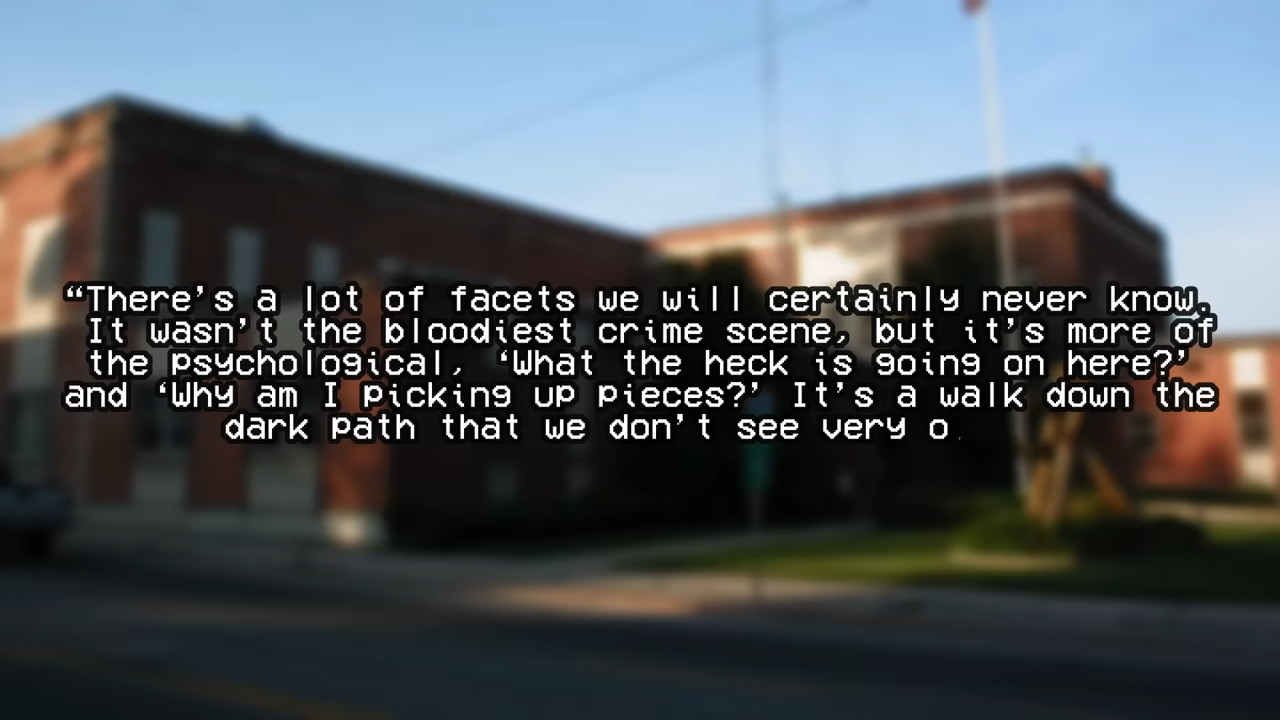 “There’s a lot of facets we will certainly never know.
It wasn’t the bloodiest crime scene, but it’s more of
the psychological, ‘What the heck is going on here?’
and ‘Why am I picking up pieces?’ It’s a walk down the
dark path that we don’t see very o